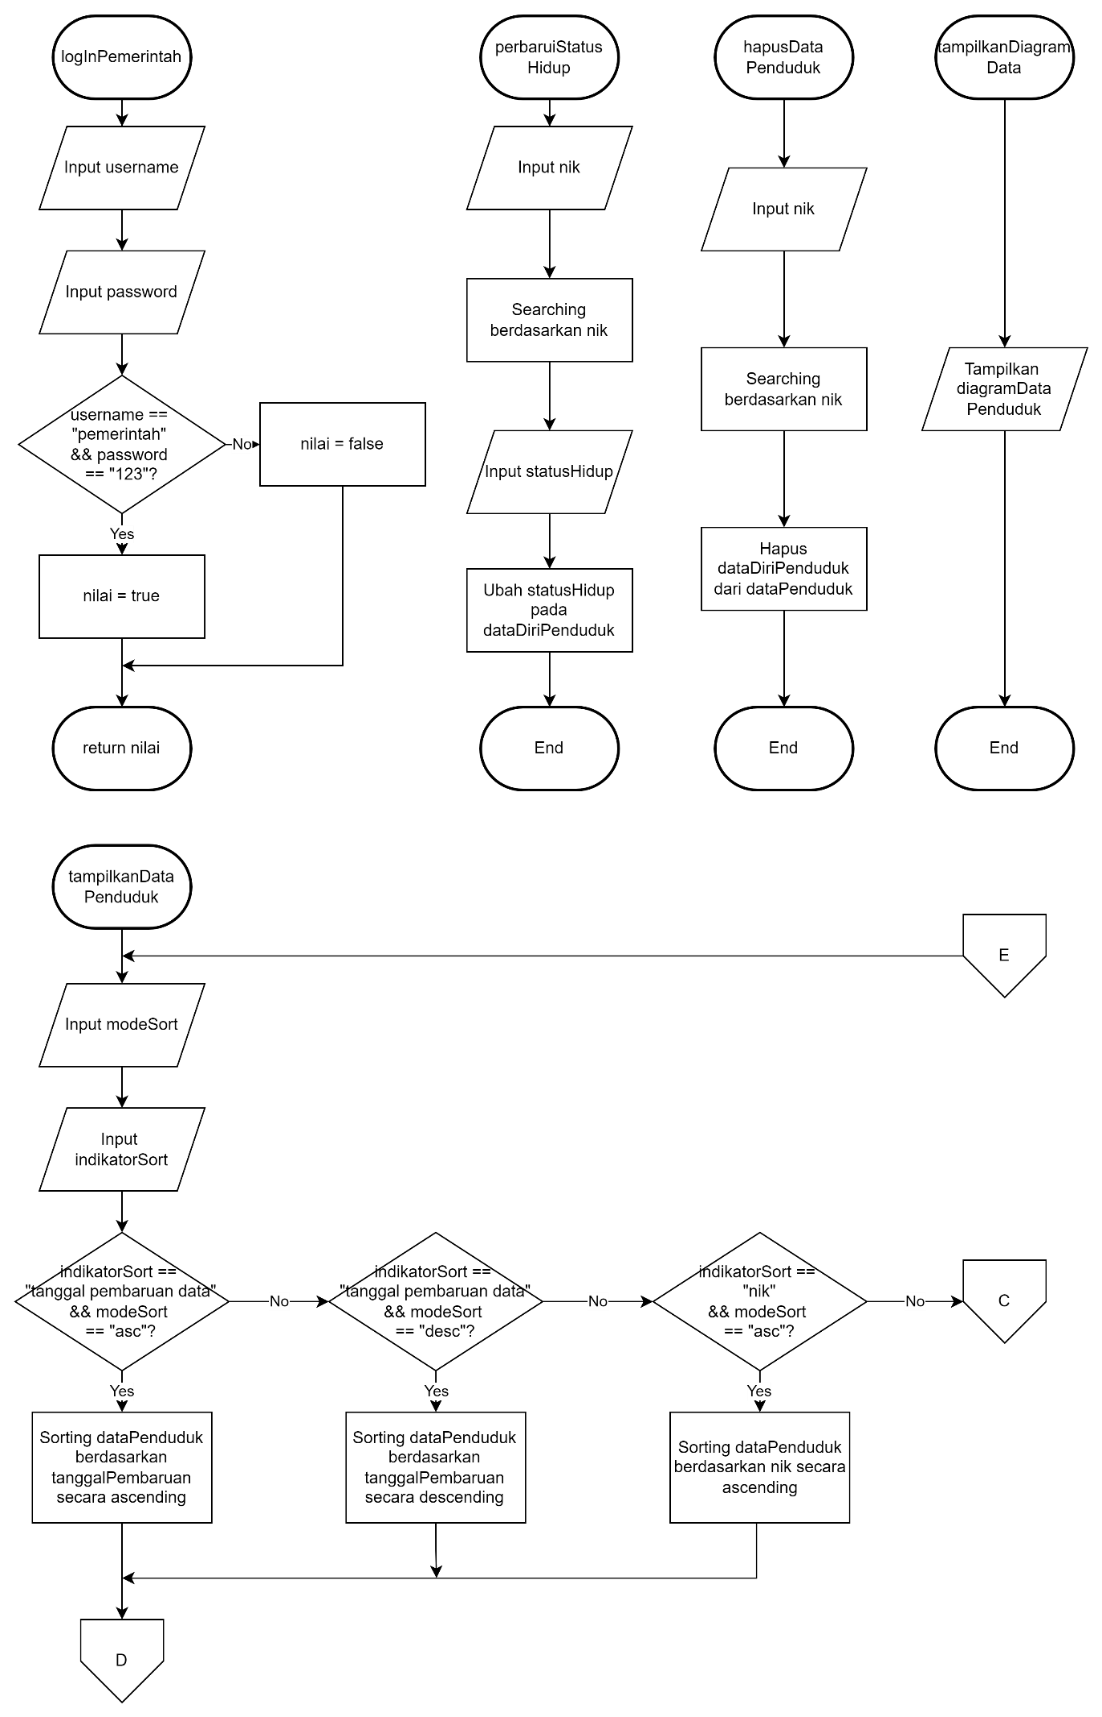 logInPemerintah
Input username
Input password
username ==
"pemerintah"
&& password
== "123"?
No
nilai = false
Yes
nilai = true
return nilai
perbaruiStatus
Hidup
Input nik
Searching
berdasarkan nik
Input statusHidup
Ubah statusHidup
pada
dataDiriPenduduk
End
hapusData
Penduduk
Input nik
Searching
berdasarkan nik
Hapus
dataDiriPenduduk
dari dataPenduduk
End
tampilkanDiagram
Data
Tampilkan
diagramData
Penduduk
End
tampilkanData
Penduduk
E
Input modeSort
Input
indikatorSort
indikatorSort ==
"tanggal pembaruan data"
&& modeSort
== "asc"?
No
indikatorSort ==
"tanggal pembaruan data"
&& modeSort
== "desc"?
No
indikatorSort ==
"nik"
&& modeSort
== "asc"?
No
C
Yes
Sorting dataPenduduk
berdasarkan
tanggalPembaruan
secara ascending
Yes
Sorting dataPenduduk
berdasarkan
tanggalPembaruan
secara descending
Yes
Sorting dataPenduduk
berdasarkan nik secara
ascending
D